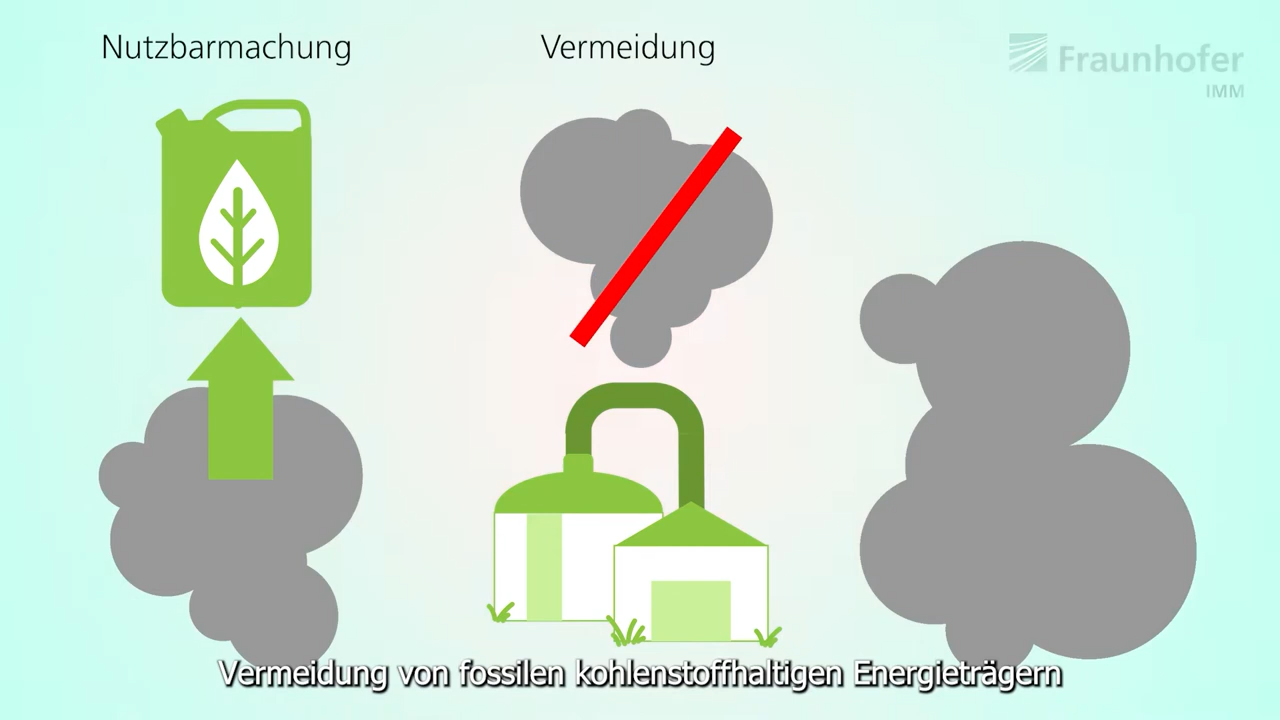 Nutzbarmachung
Vermeidung
Fraunhofer
IMM
Vermeidung von fossilen kohlenstoffhaltigen Energieträgern